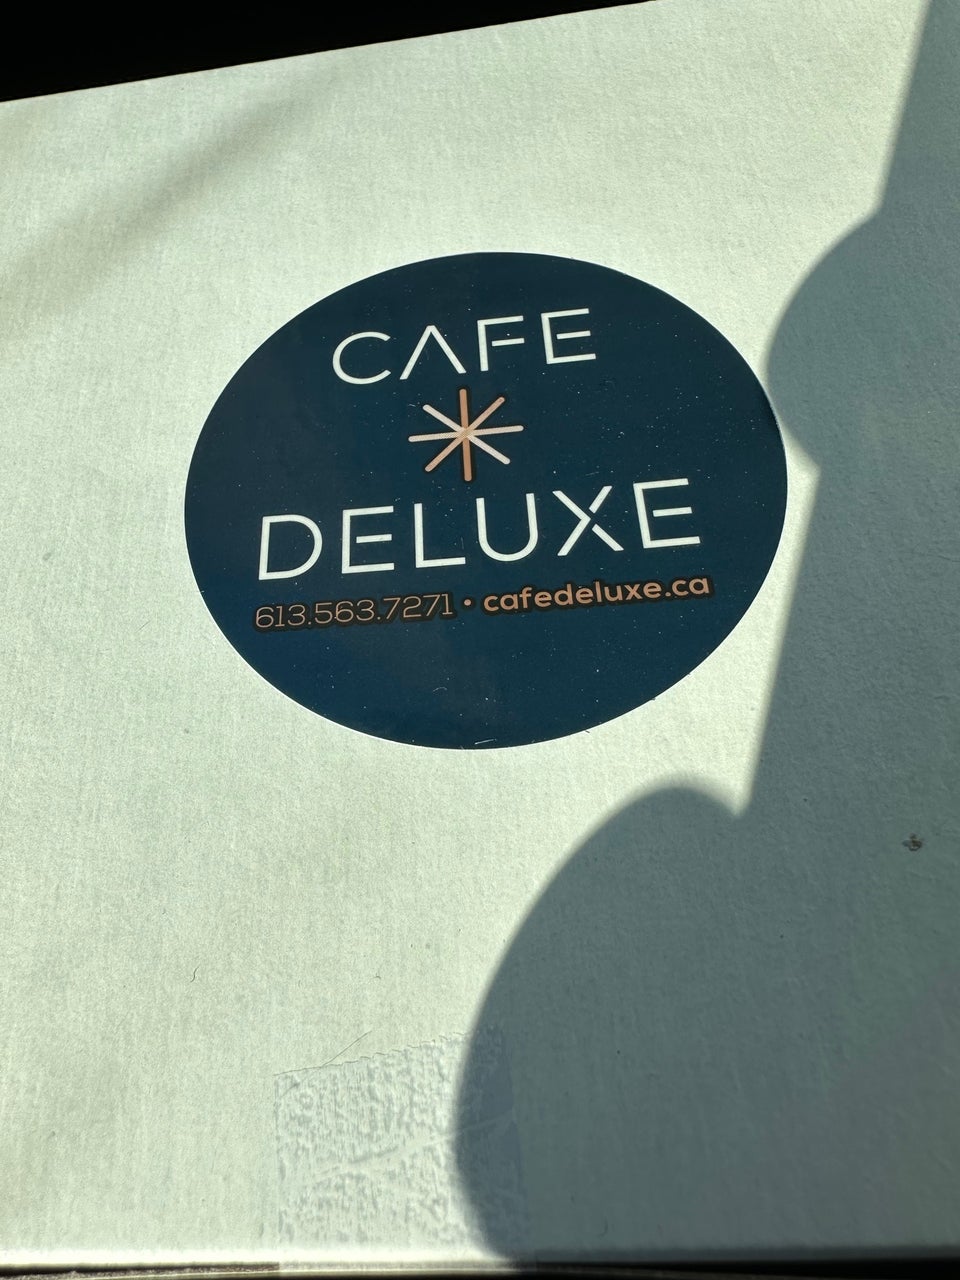 CAFE
DELUXE
613.563.7271 • cafedeluxe.ca